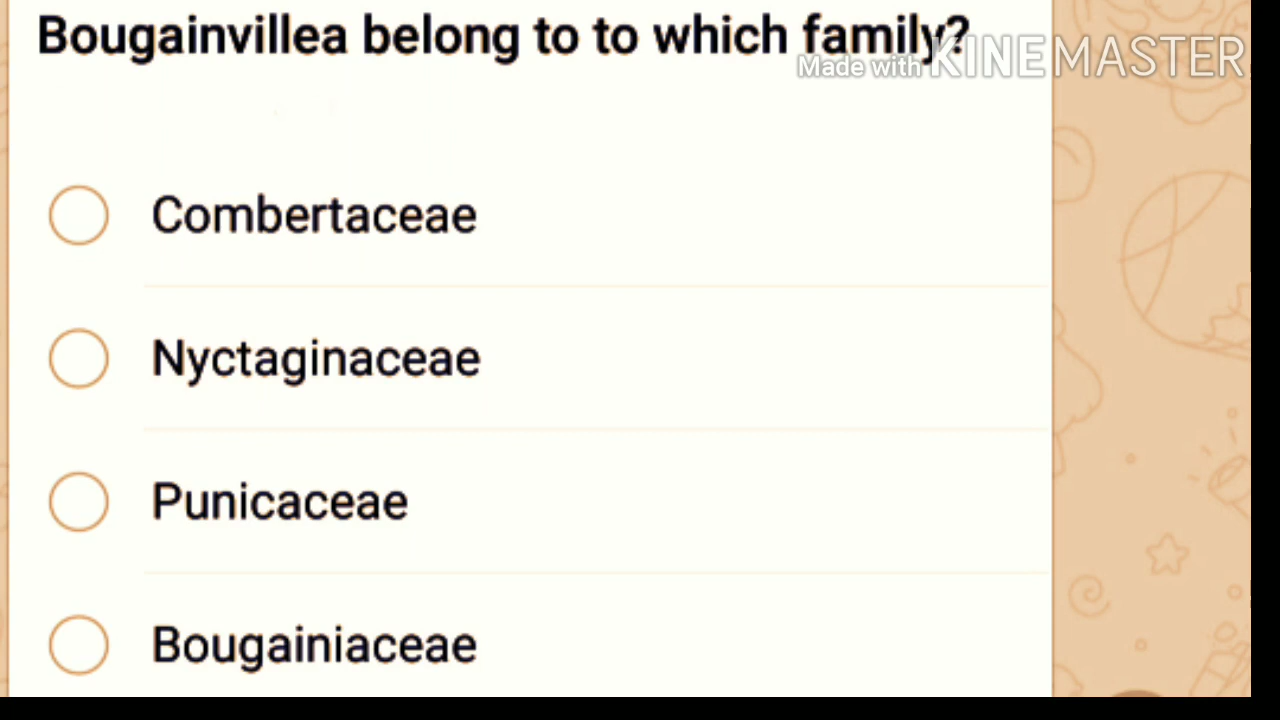 Bougainvillea belong to to which family?
Made with KINEMASTER
Combertaceae
Nyctaginaceae
Punicaceae
Bougainiaceae